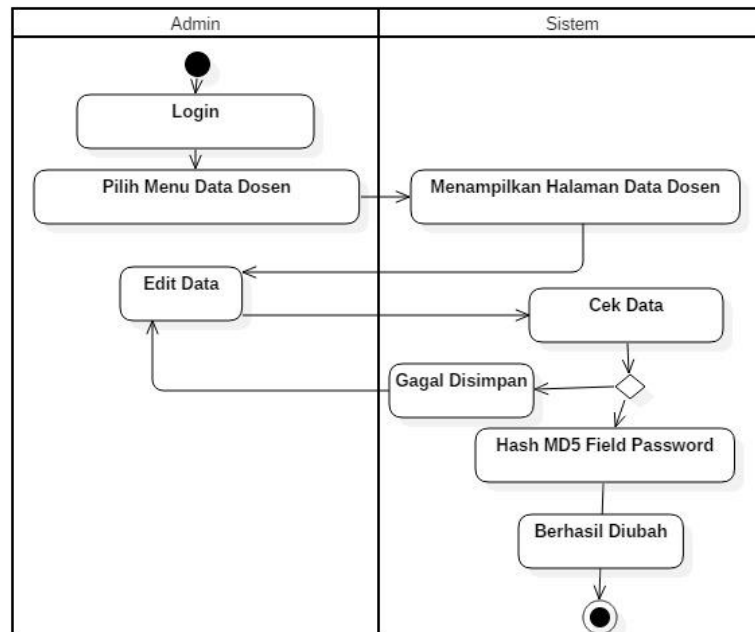 Admin
Sistem
Login
Pilih Menu Data Dosen
Menampilkan Halaman Data Dosen
Edit Data
Cek Data
Gagal Disimpan
Hash MD5 Field Password
Berhasil Diubah